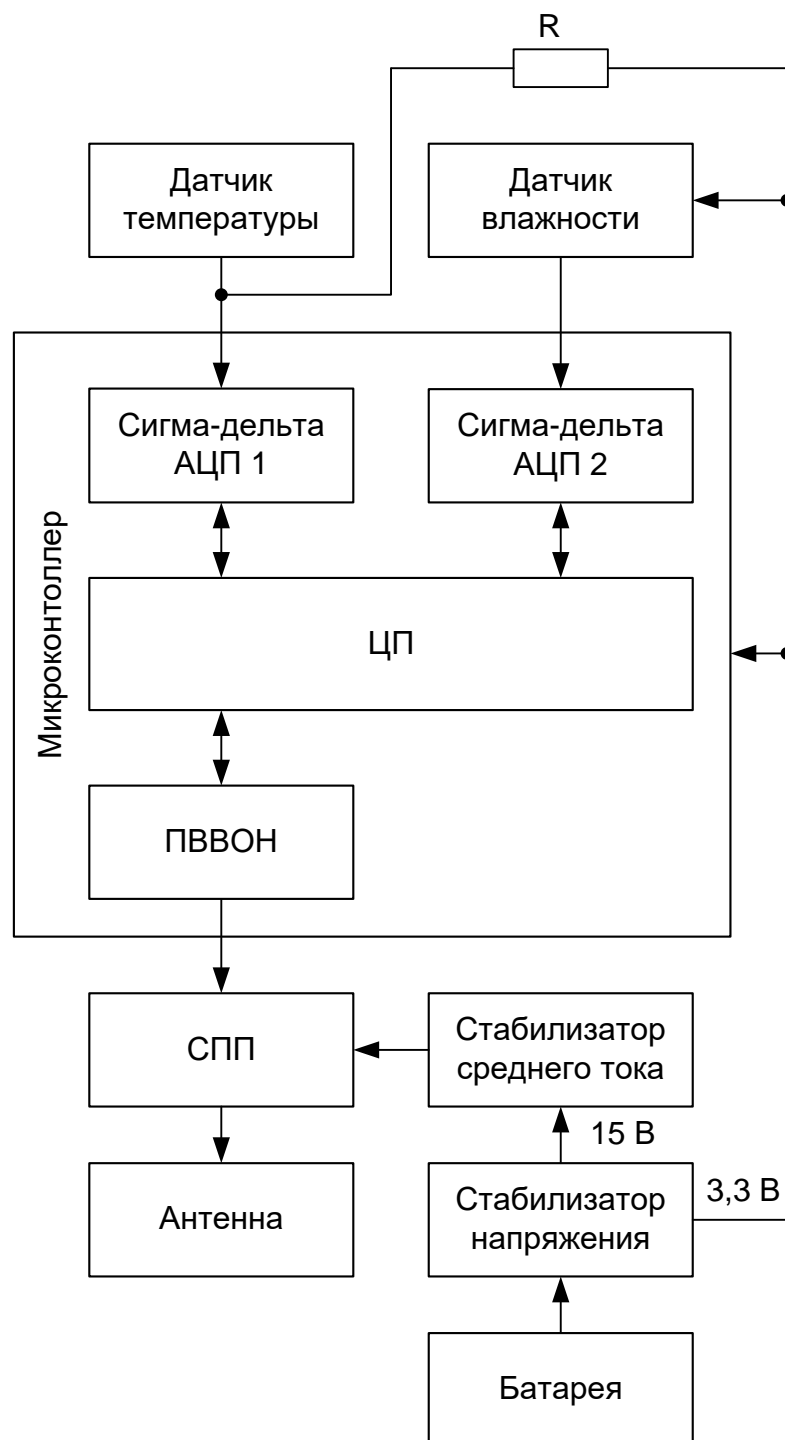 R
Датчик
температуры
Датчик
влажности
Сигма-дельта
АЦП 1
Сигма-дельта
АЦП 2
Микроконтоллер
ЦП
ПВВОН
СПП
Стабилизатор
среднего тока
15 В
Антенна
Стабилизатор
напряжения
3,3 В
Батарея